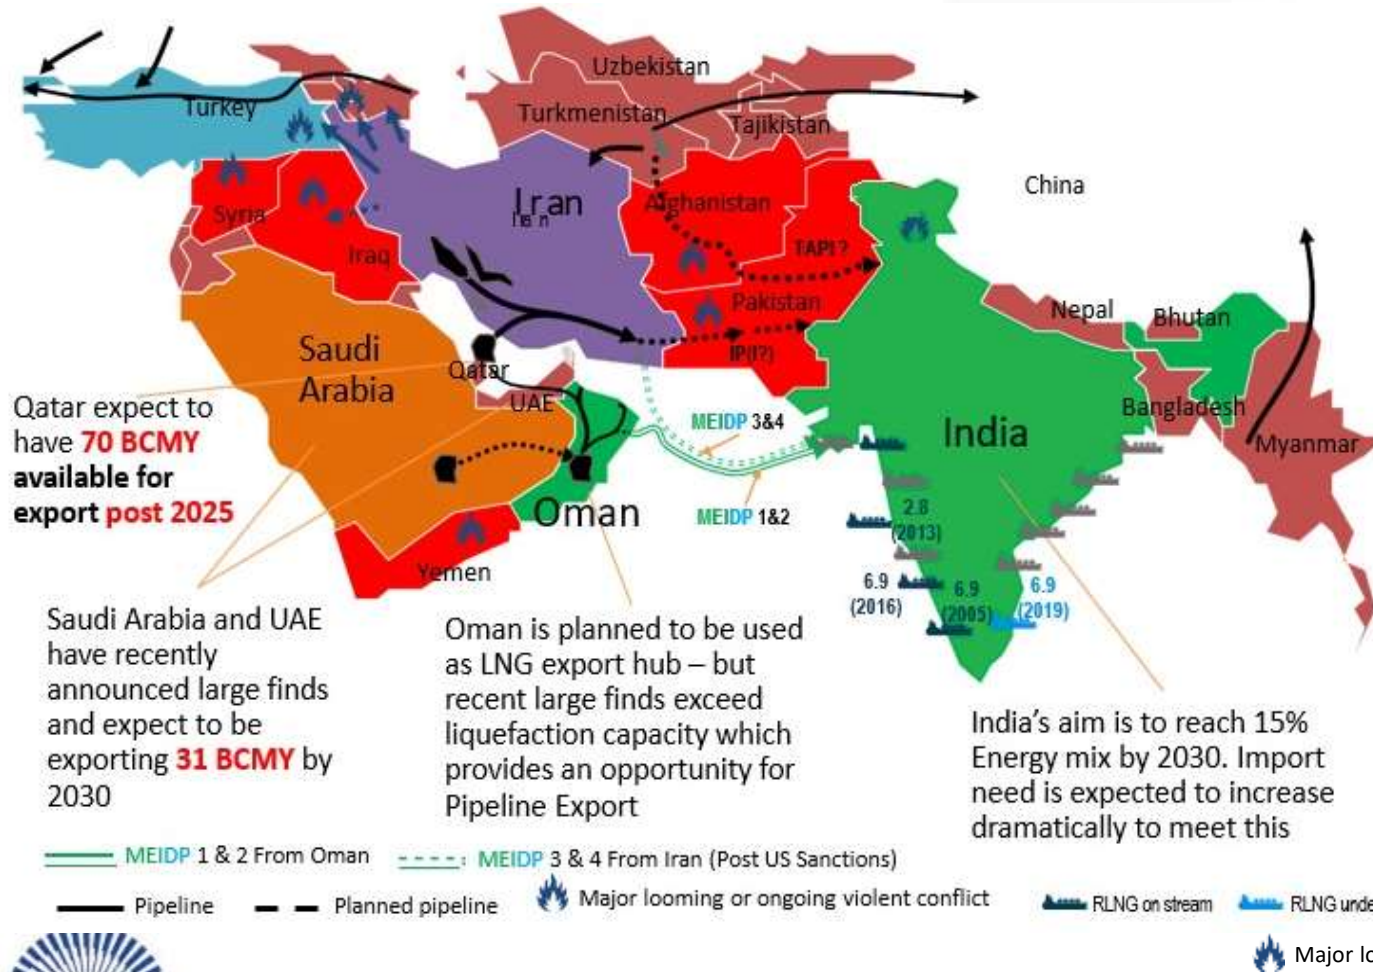 Uzbekistan
Turkey
Turkmenistan
Tajikistan
China
Iran
Syria
Afghanistan
Iraq
TAPI ?
Pakistan
Nepal
Bhutan
Saudi
Arabia
IP(I?)
Qatar
UAE
Bangladesh
MEIDP 3&4
India
Myanmar
Qatar expect to
have 70 BCMY
available for
export post 2025
Oman
MEIDP 1&2
2.8
(2013)
Yemen
6.9
(2016)
6.9
(2005)
6.9
(2019)
Saudi Arabia and UAE
have recently
announced large finds
and expect to be
exporting 31 BCMY by
2030
Oman is planned to be used
as LNG export hub – but
recent large finds exceed
liquefaction capacity which
provides an opportunity for
Pipeline Export
India’s aim is to reach 15%
Energy mix by 2030. Import
need is expected to increase
dramatically to meet this
MEIDP 1 & 2 From Oman
MEIDP 3 & 4 From Iran (Post US Sanctions)
Pipeline
Planned pipeline
Major looming or ongoing violent conflict
RLNG on stream
RLNG unde
Major lo